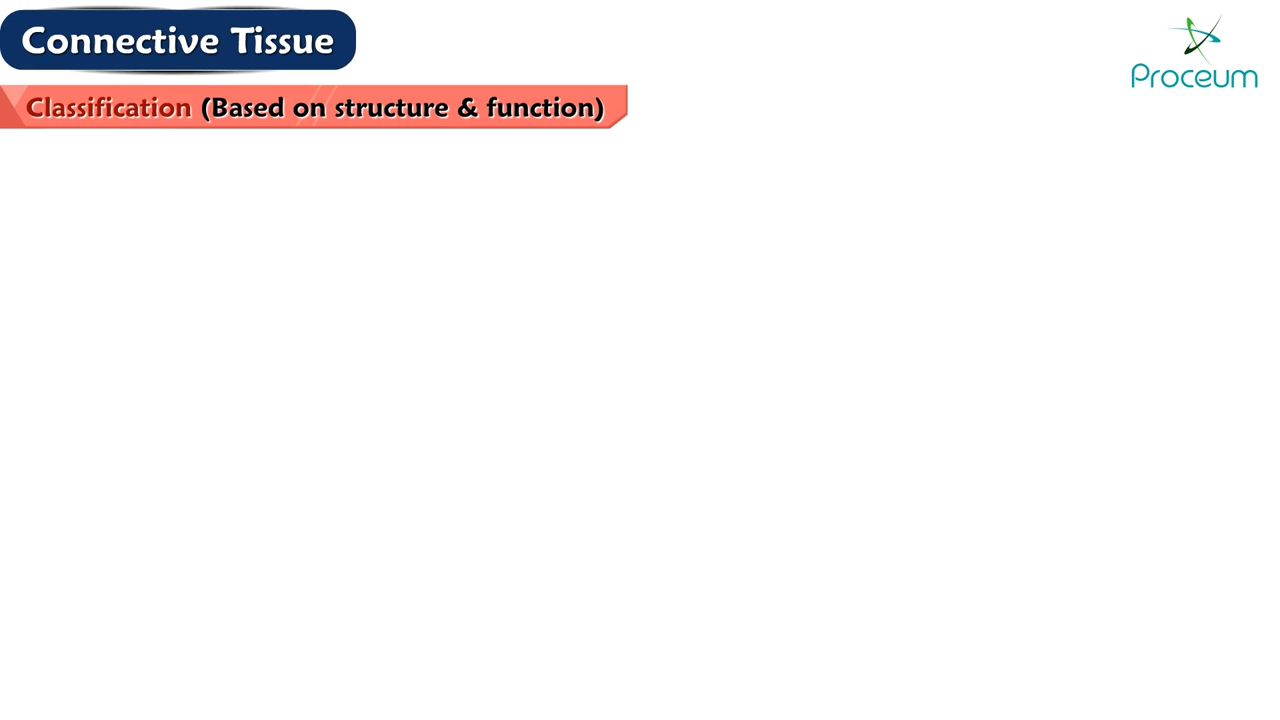 Connective Tissue
Proceum
Classification (Based on structure & function)